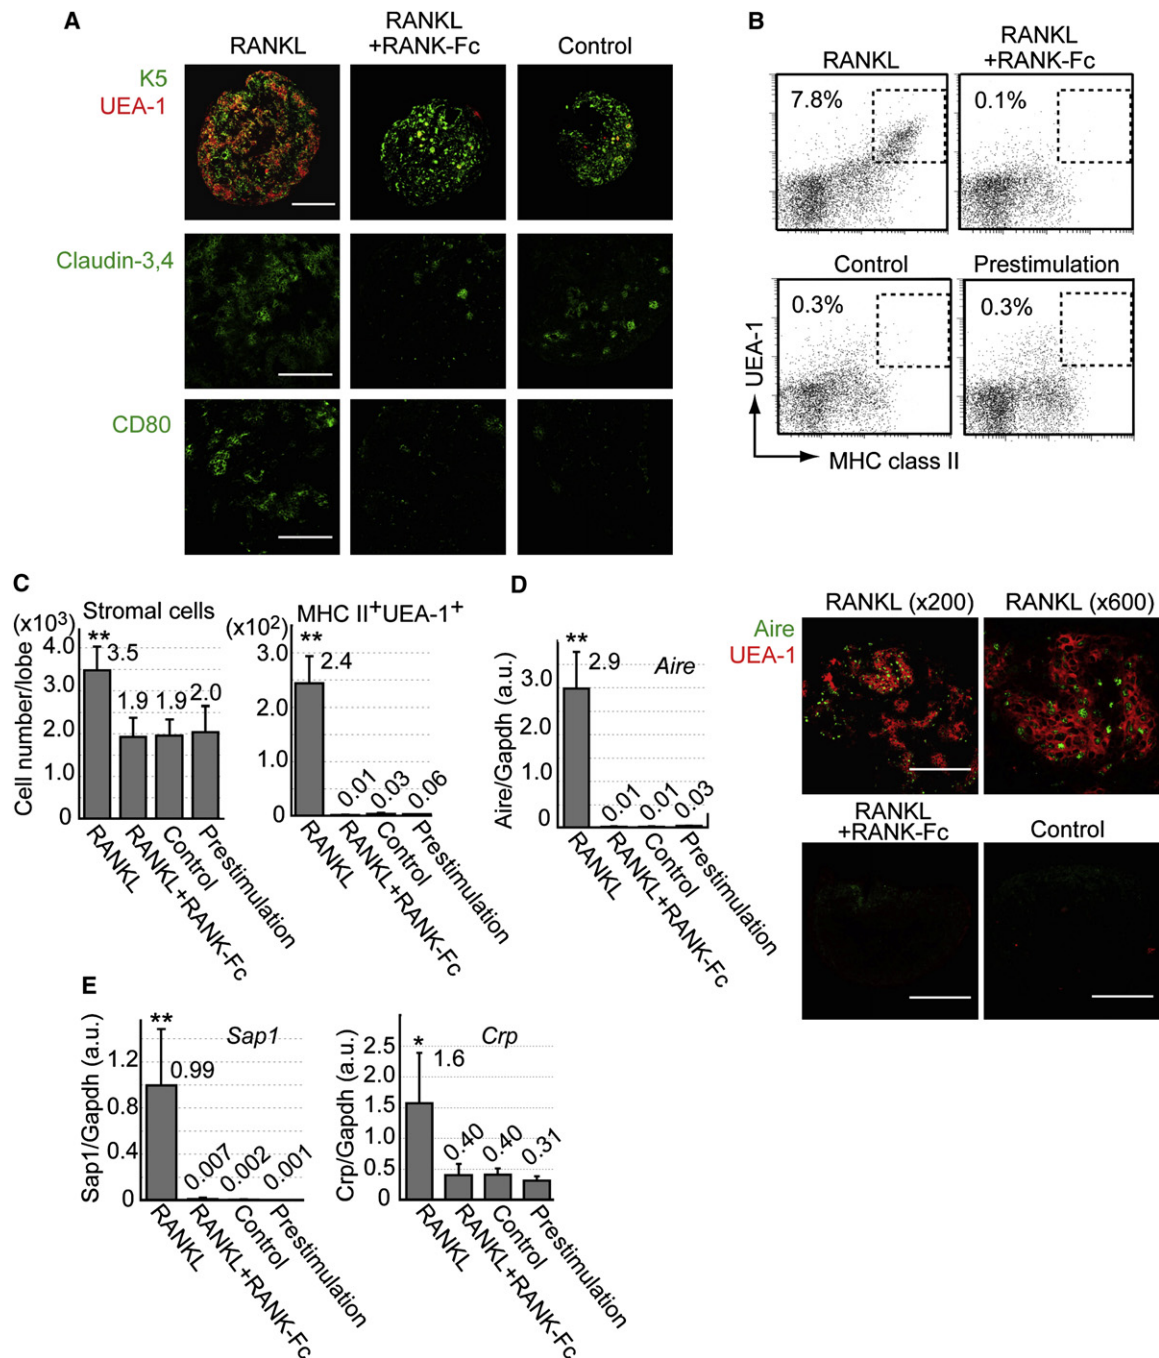 A
RANKL
RANKL
+RANK-Fc
Control
K5
UEA-1
Claudin-3,4
CD80
B
RANKL
RANKL
+RANK-Fc
7.8%
0.1%
Control
Prestimulation
0.3%
0.3%
UEA-1
MHC class II
C
Stromal cells
(x10³)
Cell number/lobe
4.0
3.0
2.0
1.0
0
**
3.5
1.9
1.9
2.0
RANKL
RANKL+RANK-Fc
Control
Prestimulation
MHC II⁺UEA-1⁺
(x10²)
3.0
2.0
1.0
0
**
2.4
0.01
0.03
0.06
RANKL
RANKL+RANK-Fc
Control
Prestimulation
D
Aire
Aire/Gapdh (a.u.)
3.0
2.0
1.0
0
**
2.9
0.01
0.01
0.03
RANKL
RANKL+RANK-Fc
Control
Prestimulation
RANKL (x200)
RANKL (x600)
Aire
UEA-1
RANKL
+RANK-Fc
Control
E
Sap1
Sap1/Gapdh (a.u.)
1.2
0.8
0.4
0
**
0.99
0.007
0.002
0.001
RANKL
RANKL+RANK-Fc
Control
Prestimulation
Crp
Crp/Gapdh (a.u.)
2.5
2.0
1.5
1.0
0.5
0
*
1.6
0.40
0.40
0.31
RANKL
RANKL+RANK-Fc
Control
Prestimulation